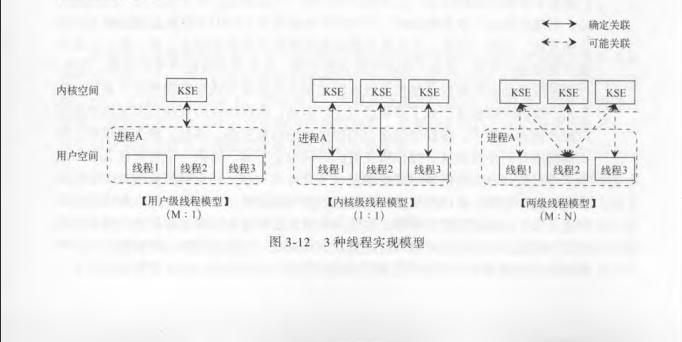 确定关联
可能关联
内核空间
KSE
KSE
KSE
KSE
KSE
KSE
KSE
用户空间
进程A
线程1
线程2
线程3
进程A
线程1
线程2
线程3
进程A
线程1
线程2
线程3
【用户级线程模型】
(M：1)
【内核级线程模型】
(1：1)
【两级线程模型】
(M：N)
图 3-12 3 种线程实现模型